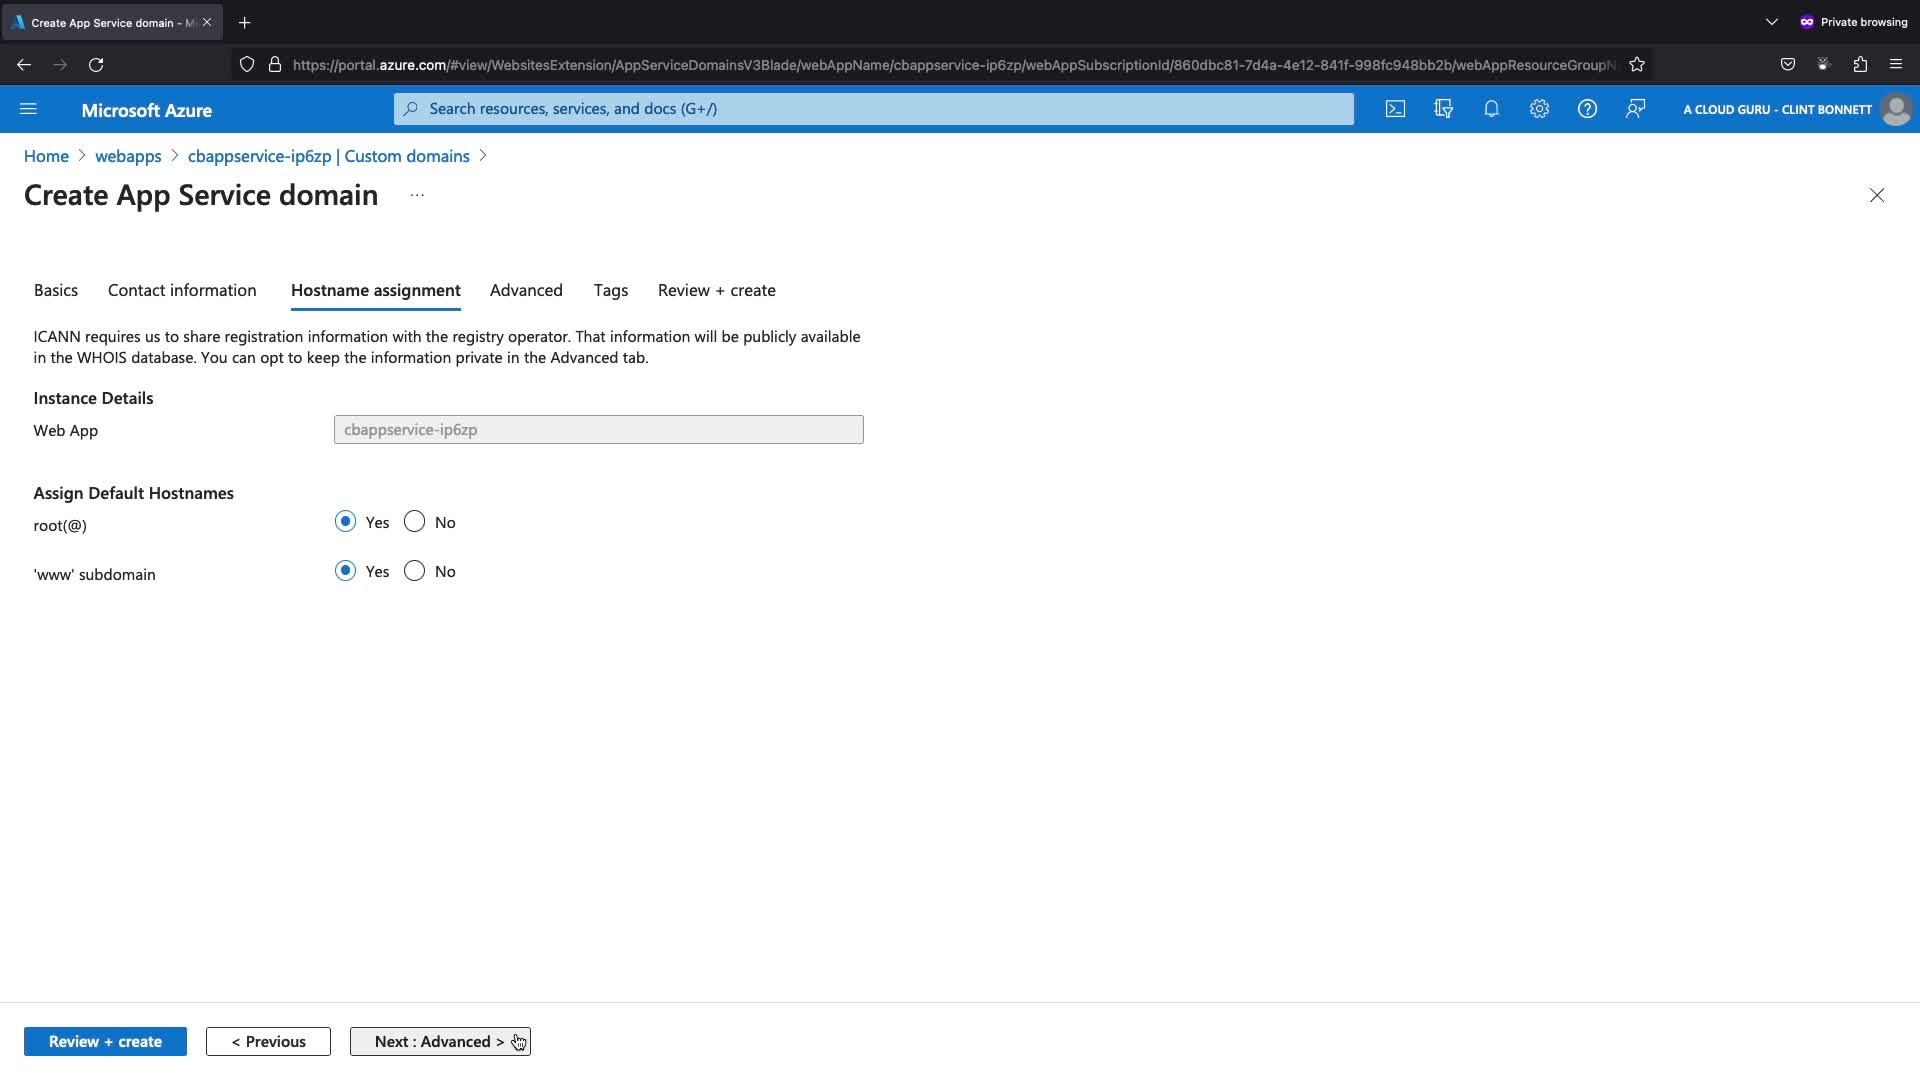 Create App Service domain - M
Private browsing
https://portal.azure.com/#view/WebsitesExtension/AppServiceDomainsV3Blade/webAppName/cbappservice-ip6zp/webAppSubscriptionId/860dbc81-7d4a-4e12-841f-998fc948bb2b/webAppResourceGroupN
Microsoft Azure
Search resources, services, and docs (G+/)
A CLOUD GURU - CLINT BONNETT
Home > webapps > cbappservice-ip6zp | Custom domains >
Create App Service domain ...
Basics Contact information Hostname assignment Advanced Tags Review + create
ICANN requires us to share registration information with the registry operator. That information will be publicly available
in the WHOIS database. You can opt to keep the information private in the Advanced tab.
Instance Details
Web App cbappservice-ip6zp
Assign Default Hostnames
root(@) Yes No
'www' subdomain Yes No
Review + create < Previous Next : Advanced >